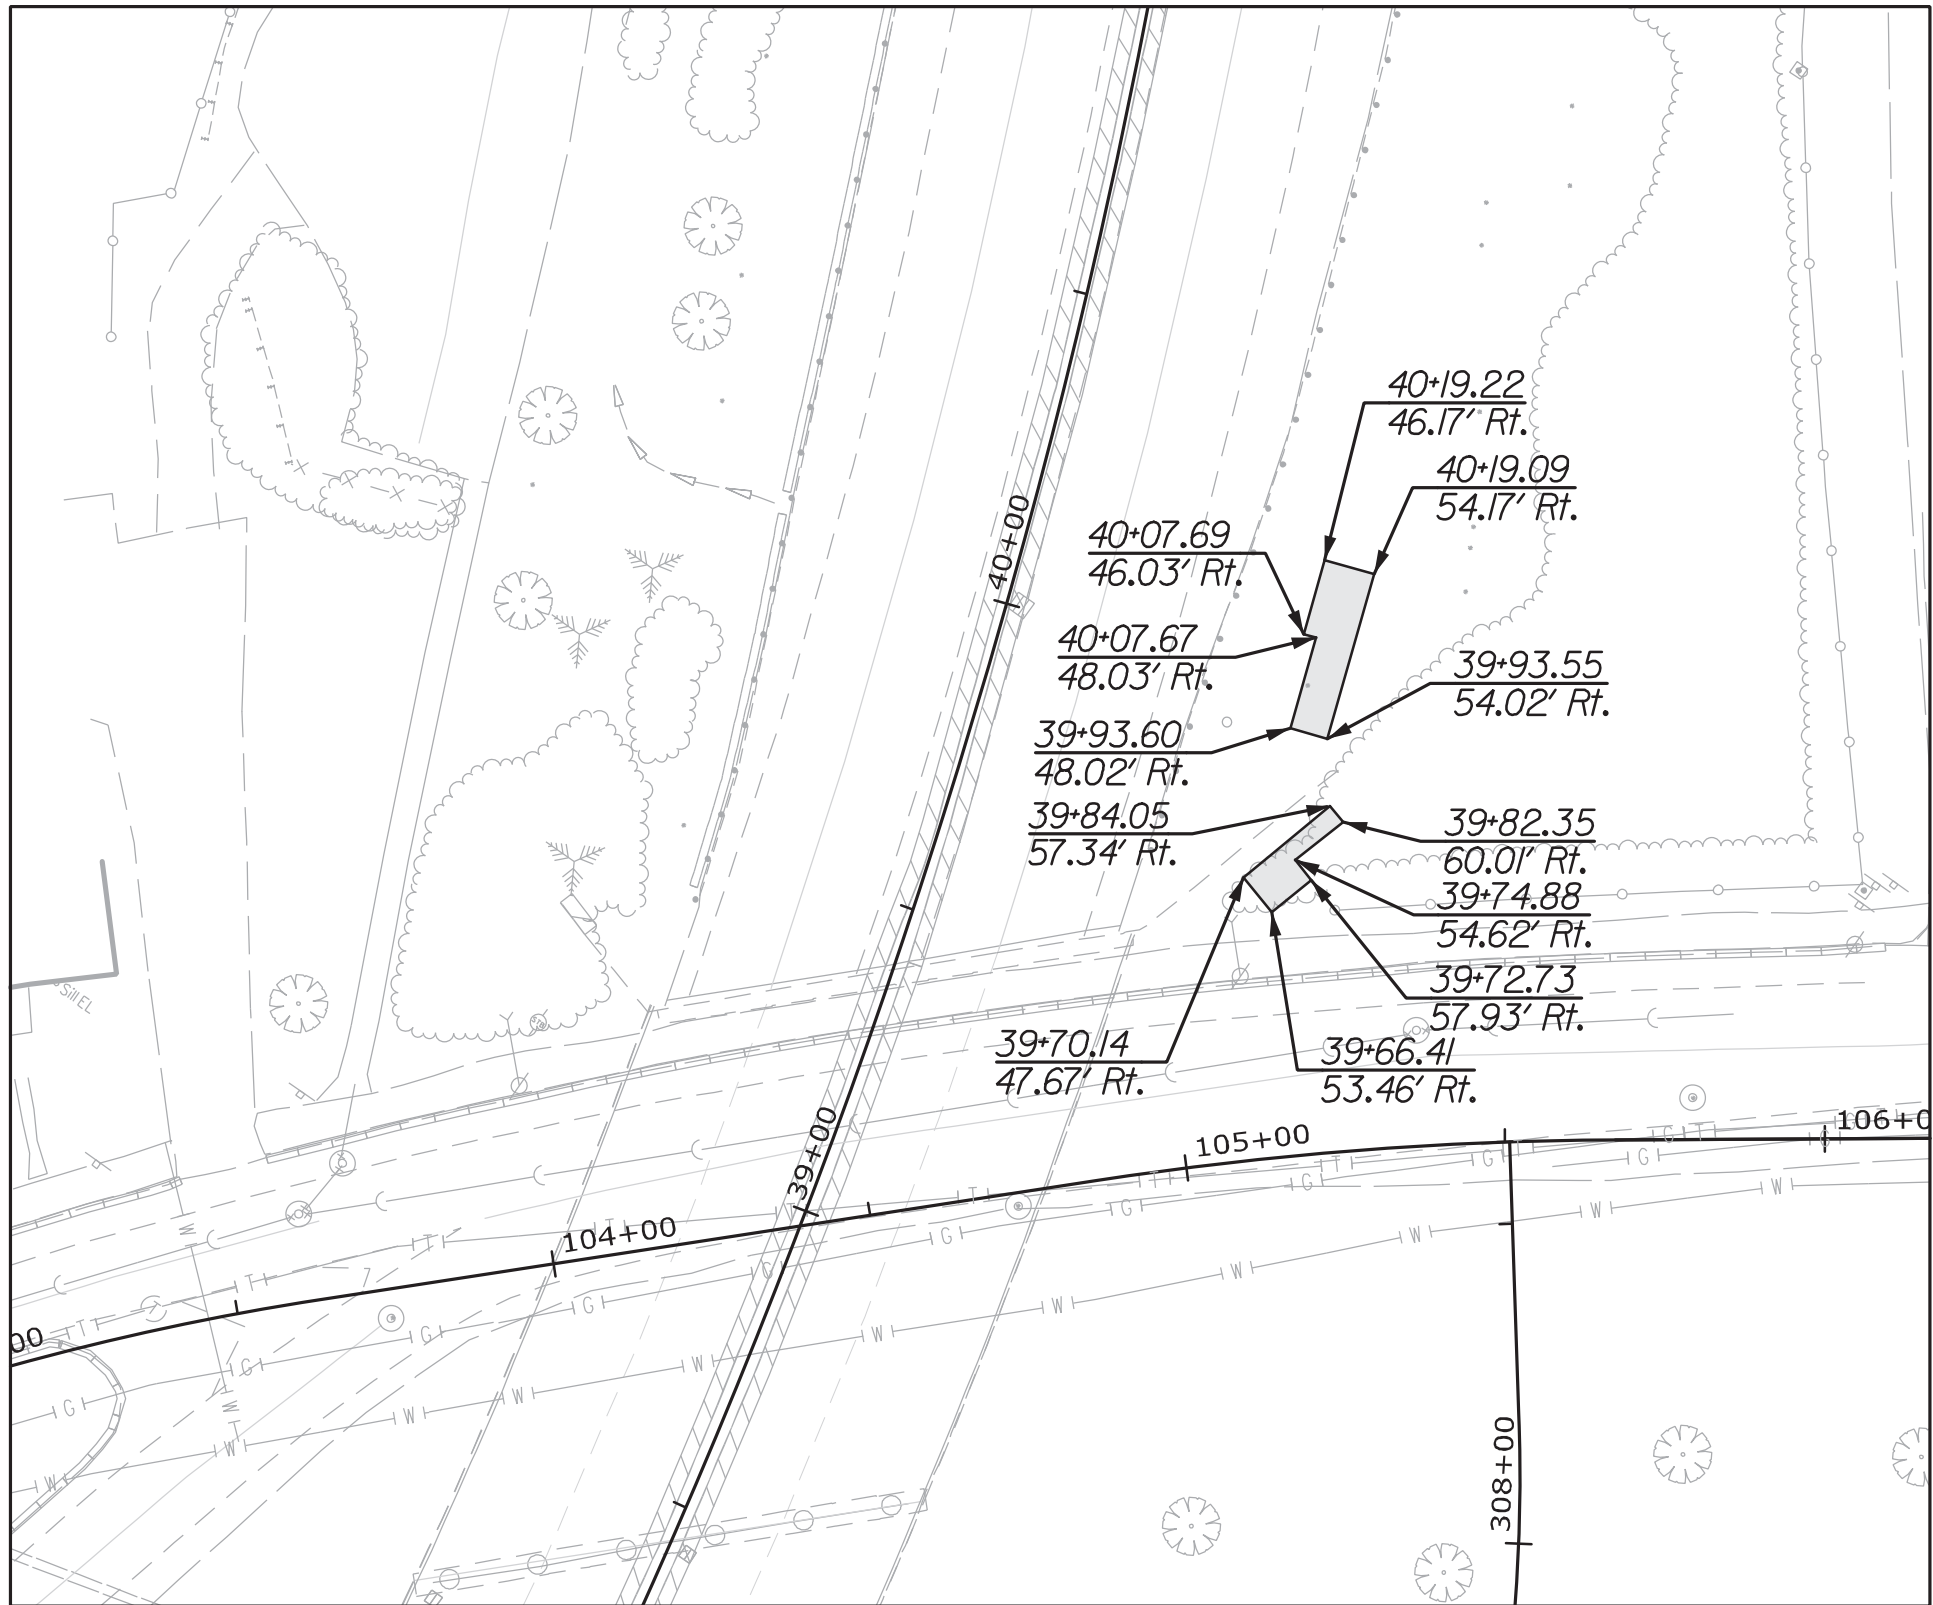 40+19.22
46.17' Rt.
40+19.09
54.17' Rt.
40+00
40+07.69
46.03' Rt.
40+07.67
48.03' Rt.
39+93.55
54.02' Rt.
39+93.60
48.02' Rt.
39+84.05
57.34' Rt.
39+82.35
60.01' Rt.
39+74.88
54.62' Rt.
39+72.73
57.93' Rt.
Sill EL
39+70.14
47.67' Rt.
39+66.41
53.46' Rt.
39+00
105+00
106+0
104+00
00
308+00
T
T
T
T
T
T
T
T
G
G
G
G
G
G
G
G
G
W
W
W
W
W
W
W
W
W
W
W